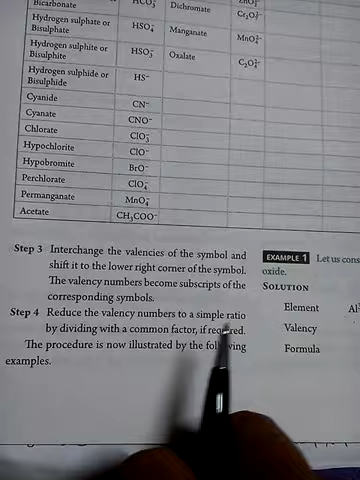 Bicarbonate HCO₃⁻ Dichromate
Cr₂O₇²⁻
Hydrogen sulphate or HSO₄⁻ Manganate MnO₄²⁻
Bisulphate
Hydrogen sulphite or HSO₃⁻ Oxalate C₂O₄²⁻
Bisulphite
Hydrogen sulphide or HS⁻
Bisulphide
Cyanide CN⁻
Cyanate CNO⁻
Chlorate ClO₃⁻
Hypochlorite ClO⁻
Hypobromite BrO⁻
Perchlorate ClO₄⁻
Permanganate MnO₄⁻
Acetate CH₃COO⁻
Step 3 Interchange the valencies of the symbol and
shift it to the lower right corner of the symbol.
The valency numbers become subscripts of the
corresponding symbols.
Step 4 Reduce the valency numbers to a simple ratio
by dividing with a common factor, if required.
The procedure is now illustrated by the following
examples.
EXAMPLE 1 Let us cons
oxide.
SOLUTION
Element Al
Valency
Formula